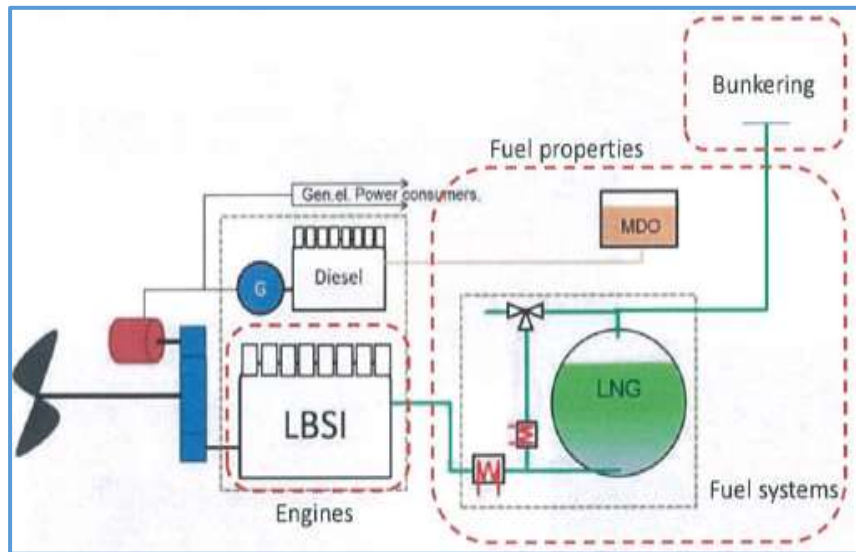 Bunkering
Fuel properties
Gen.el. Power consumers.
MDO
Diesel
G
LNG
LBSI
Fuel systems
Engines